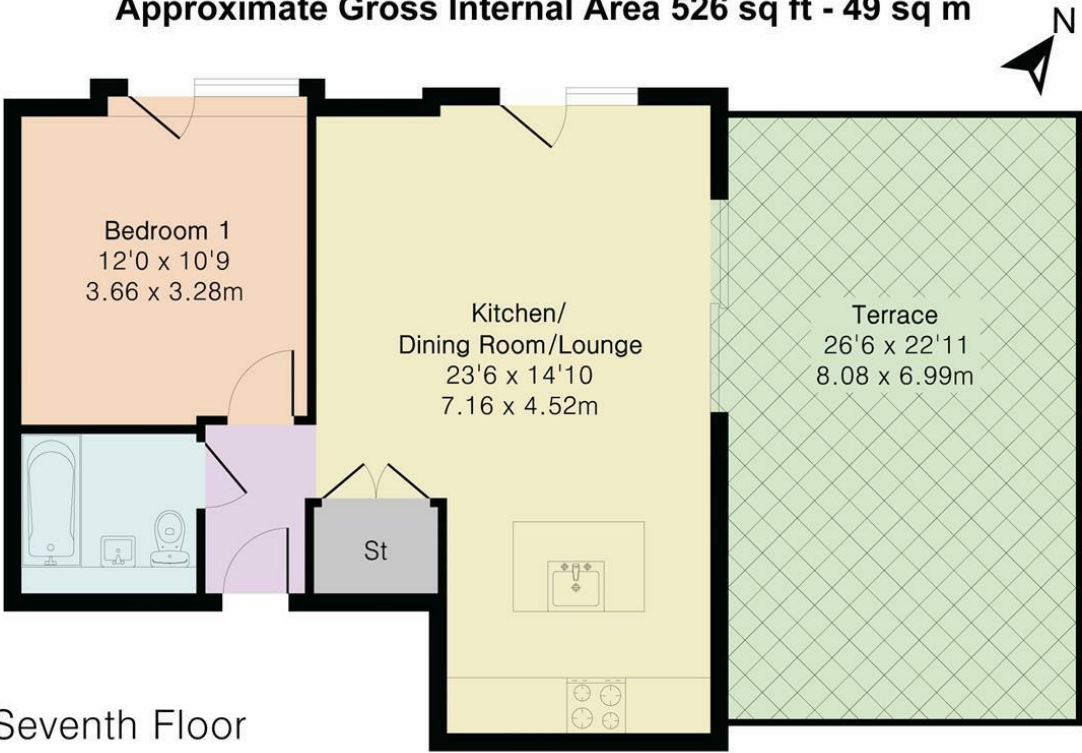 Approximate Gross Internal Area 526 sq ft - 49 sq m
N
Bedroom 1
12'0 x 10'9
3.66 x 3.28m
Kitchen/
Dining Room/Lounge
23'6 x 14'10
7.16 x 4.52m
Terrace
26'6 x 22'11
8.08 x 6.99m
St
Seventh Floor